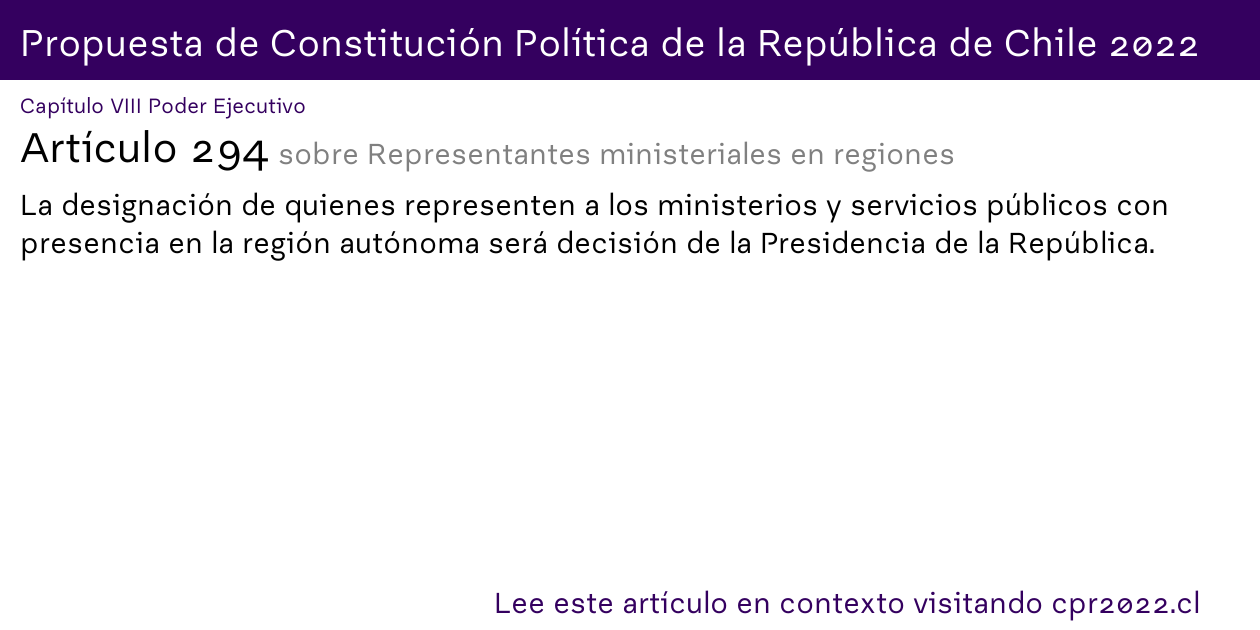 Propuesta de Constitución Política de la República de Chile 2022
Capítulo VIII Poder Ejecutivo
Artículo 294 sobre Representantes ministeriales en regiones
La designación de quienes representen a los ministerios y servicios públicos con
presencia en la región autónoma será decisión de la Presidencia de la República.
Lee este artículo en contexto visitando cpr2022.cl